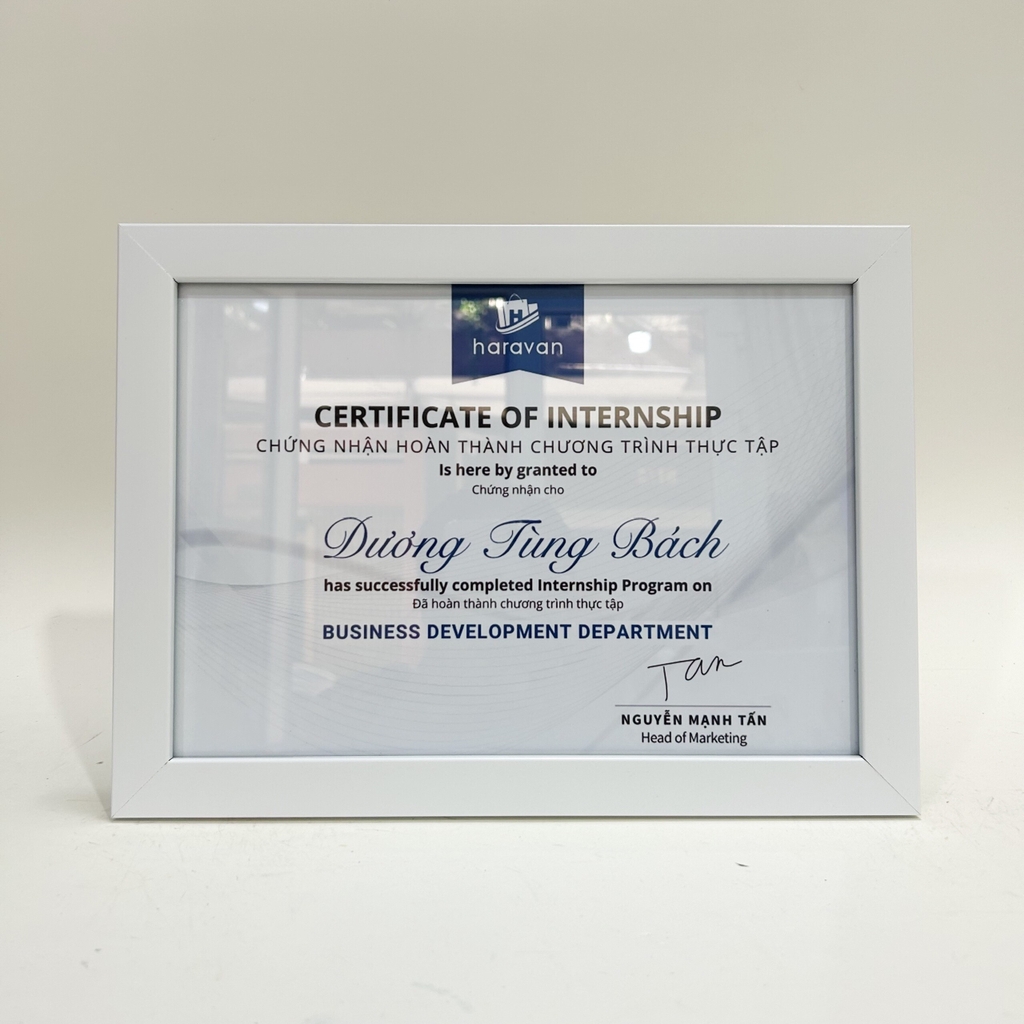 haravan
CERTIFICATE OF INTERNSHIP
CHỨNG NHẬN HOÀN THÀNH CHƯƠNG TRÌNH THỰC TẬP
Is here by granted to
Chứng nhận cho
Dương Tùng Bách
has successfully completed Internship Program on
Đã hoàn thành chương trình thực tập
BUSINESS DEVELOPMENT DEPARTMENT
Tan
NGUYỄN MẠNH TẤN
Head of Marketing